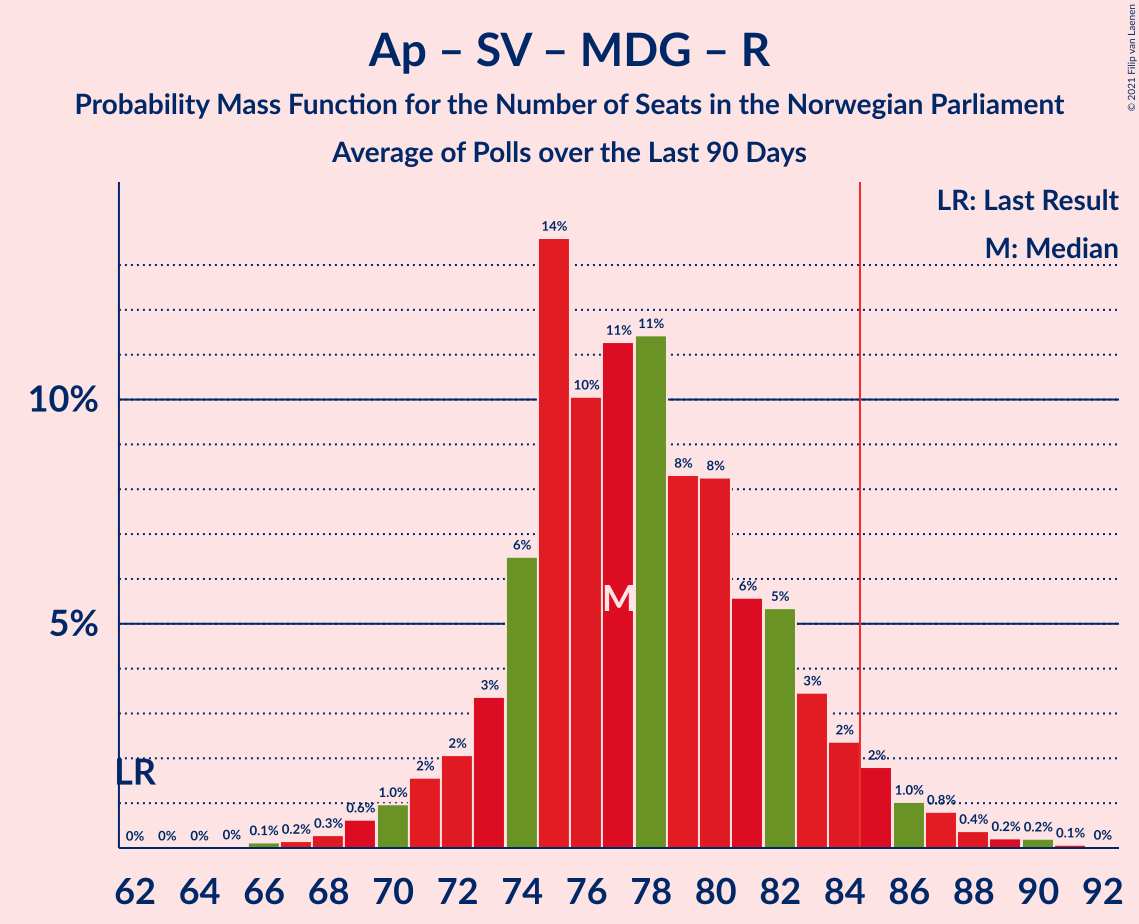 Ap – SV – MDG – R
Probability Mass Function for the Number of Seats in the Norwegian Parliament
Average of Polls over the Last 90 Days
© 2021 Filip van Laenen
LR: Last Result
M: Median
14%
11% 11%
10%
10%
8% 8%
6%
6% 5%
5%
M
3% 3%
2% 2%
2% 2%
LR
0% 0% 0% 0% 0.1% 0.2% 0.3% 0.6% 1.0% 1.0% 0.8% 0.4% 0.2% 0.2% 0.1% 0%
62 64 66 68 70 72 74 76 78 80 82 84 86 88 90 92